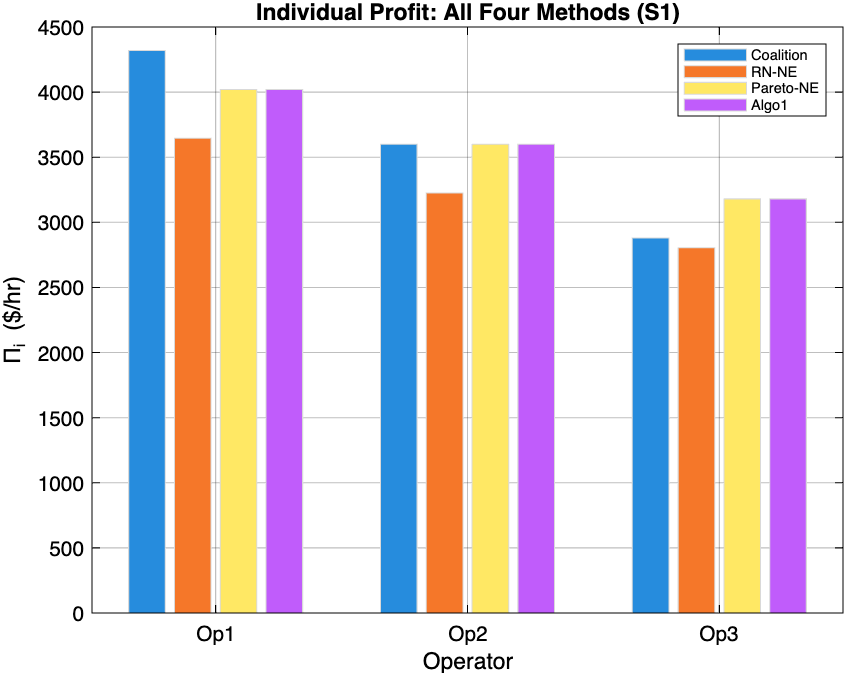 Individual Profit: All Four Methods (S1)
Coalition
RN-NE
Pareto-NE
Algo1
4500
4000
3500
3000
2500
2000
1500
1000
500
0
Πᵢ ($/hr)
Op1 Op2 Op3
Operator